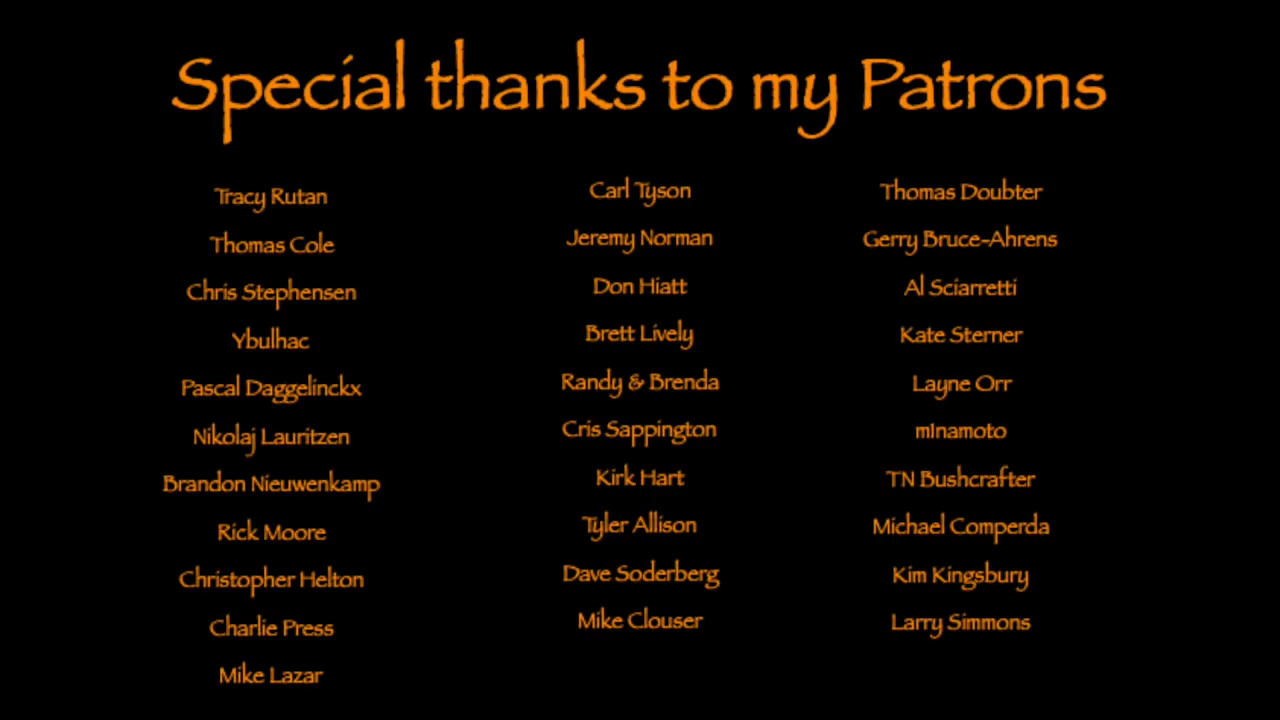 Special thanks to my Patrons
Tracy Rutan
Thomas Cole
Chris Stephensen
Ybulhac
Pascal Daggelinckx
Nikolaj Lauritzen
Brandon Nieuwenkamp
Rick Moore
Christopher Helton
Charlie Press
Mike Lazar
Carl Tyson
Jeremy Norman
Don Hiatt
Brett Lively
Randy & Brenda
Cris Sappington
Kirk Hart
Tyler Allison
Dave Soderberg
Mike Clouser
Thomas Doubter
Gerry Bruce-Ahrens
Al Sciarretti
Kate Sterner
Layne Orr
m1namoto
TN Bushcrafter
Michael Comperda
Kim Kingsbury
Larry Simmons